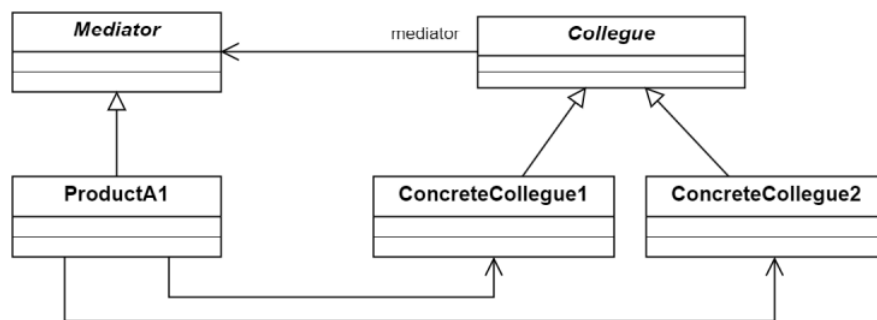 Mediator
mediator
Collegue
ProductA1
ConcreteCollegue1
ConcreteCollegue2